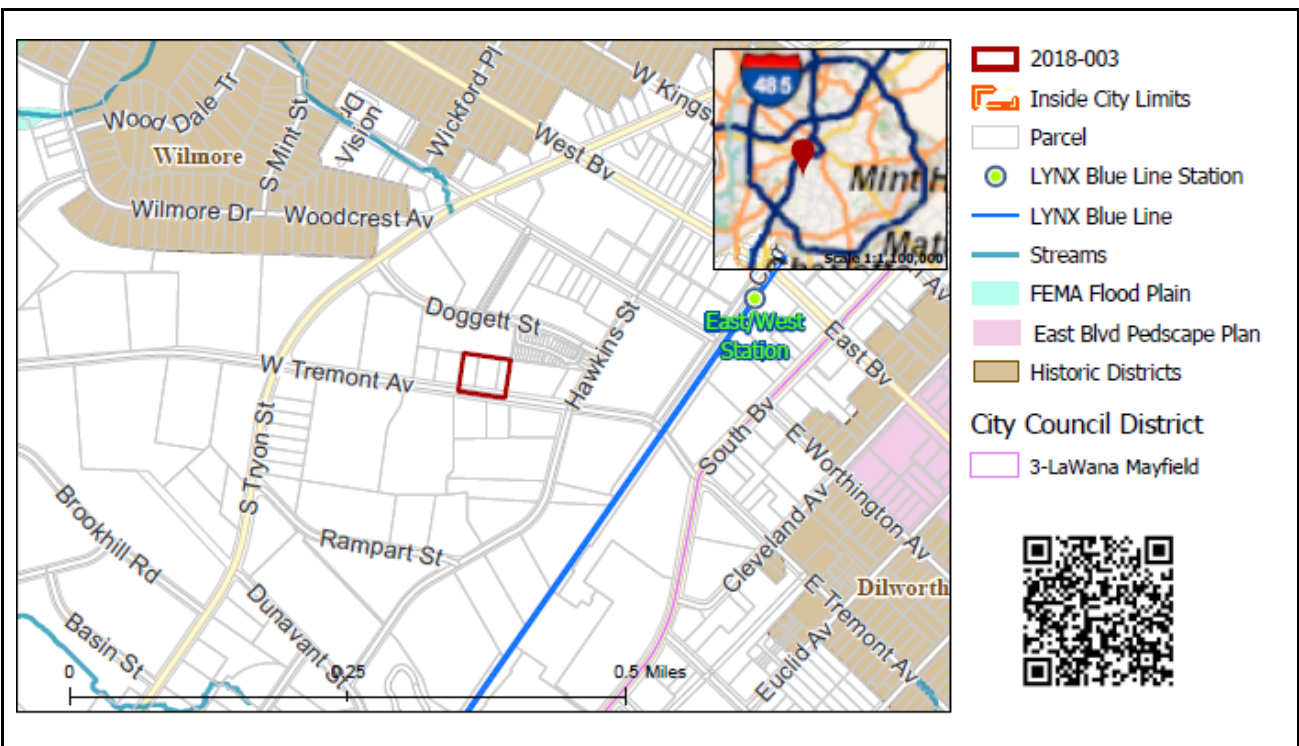 Wood Dale Tr
Wilmore
S Mint St
Vision
Dr
Wickford Pl
W Kings
West Bv
Wilmore Dr
Woodcrest Av
Doggett St
Hawkins St
W Tremont Av
S Tryon St
Rampart St
Brookhill Rd
Basin St
Dunavant St
East/West
Station
East Bv
South Bv
E Worthington Av
Cleveland Av
Dilworth
E Tremont Av
Euclid Av
Av
0
0.25
0.5 Miles
485
Mint H
Matt
Scale 1:1,100,000
2018-003
Inside City Limits
Parcel
LYNX Blue Line Station
LYNX Blue Line
Streams
FEMA Flood Plain
East Blvd Pedscape Plan
Historic Districts
City Council District
3-LaWana Mayfield